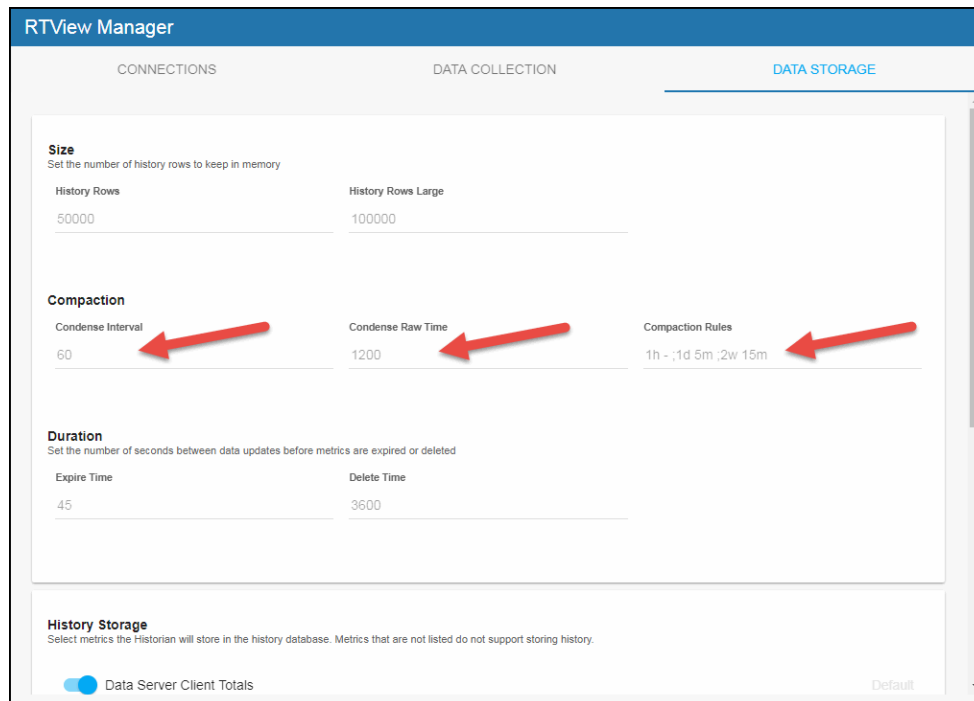 RTView Manager
CONNECTIONS DATA COLLECTION DATA STORAGE
Size
Set the number of history rows to keep in memory
History Rows History Rows Large
50000 100000
Compaction
Condense Interval Condense Raw Time Compaction Rules
60 1200 1h - ;1d 5m ;2w 15m
Duration
Set the number of seconds between data updates before metrics are expired or deleted
Expire Time Delete Time
45 3600
History Storage
Select metrics the Historian will store in the history database. Metrics that are not listed do not support storing history.
Data Server Client Totals Default